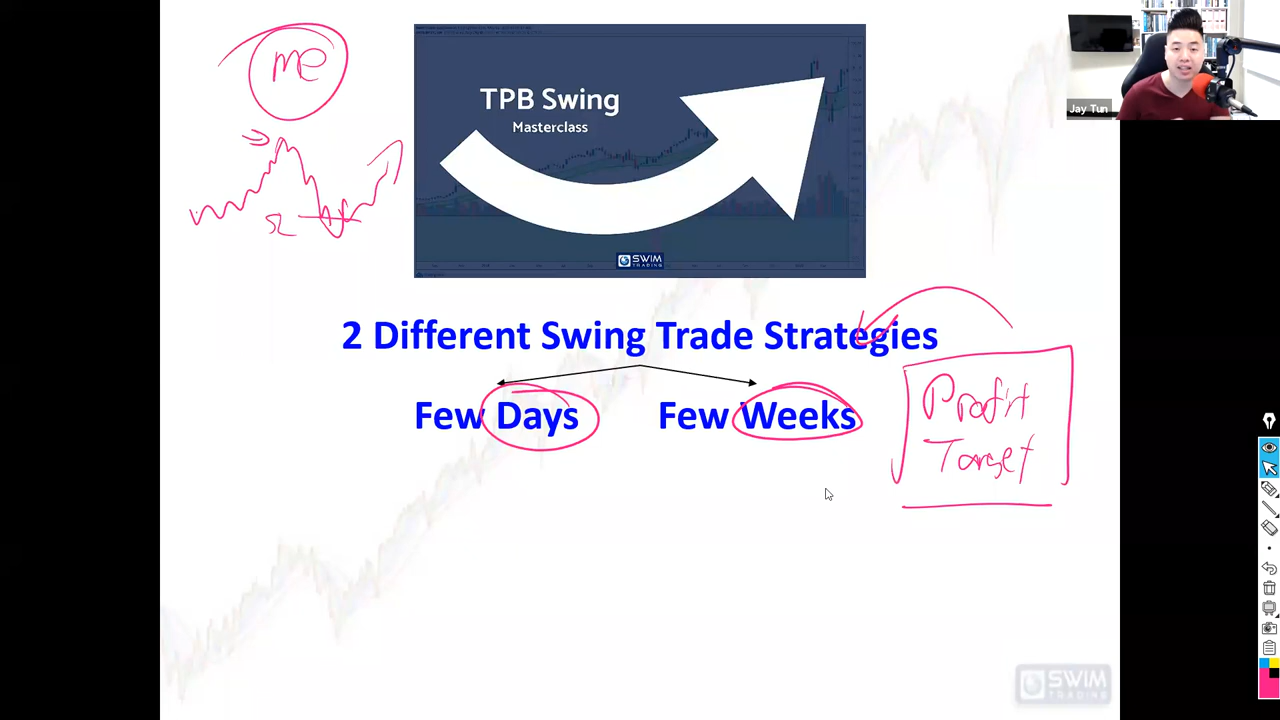 me
TPB Swing
Masterclass
Jay Tun
SL
SWIM
TRADING
2 Different Swing Trade Strategies
Few Days
Few Weeks
Profit
Target
SWIM
TRADING